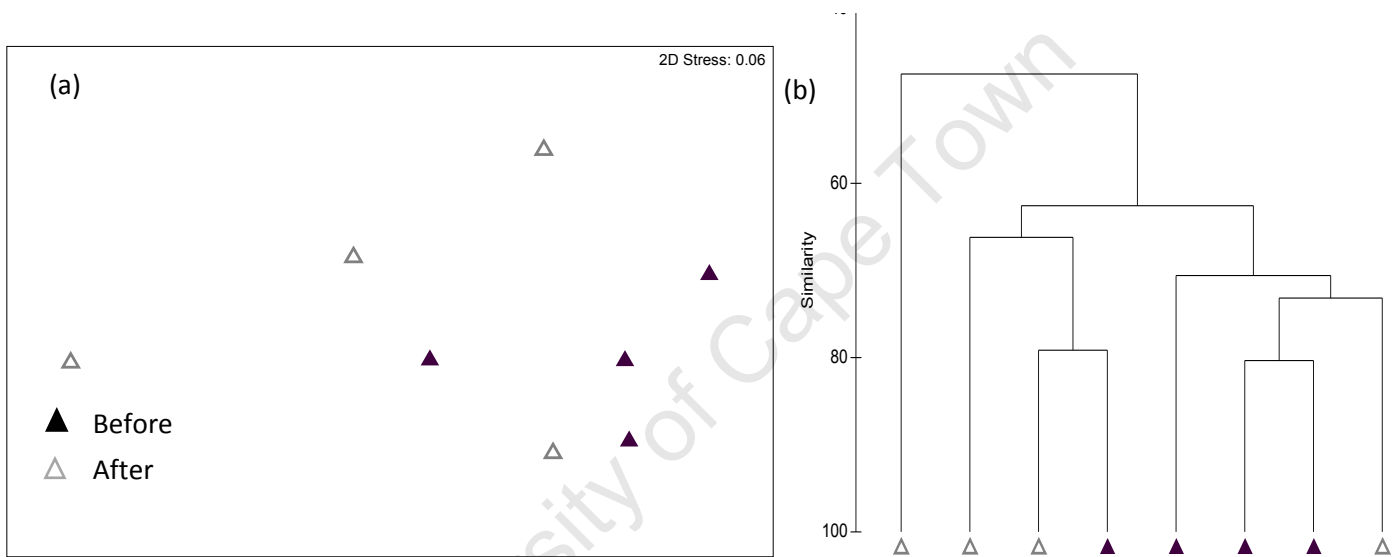 2D Stress: 0.06
(a)
Before
After
(b)
Similarity
60
80
100
University of Cape Town